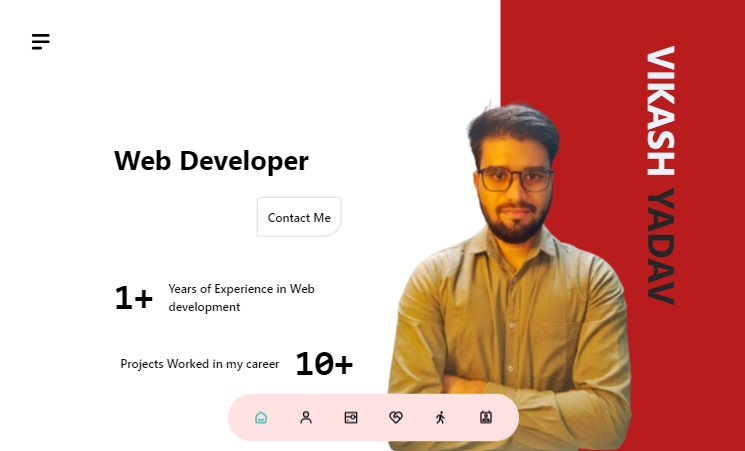 VIKASH YADAV
Web Developer
Contact Me
1+
Years of Experience in Web
development
Projects Worked in my career
10+